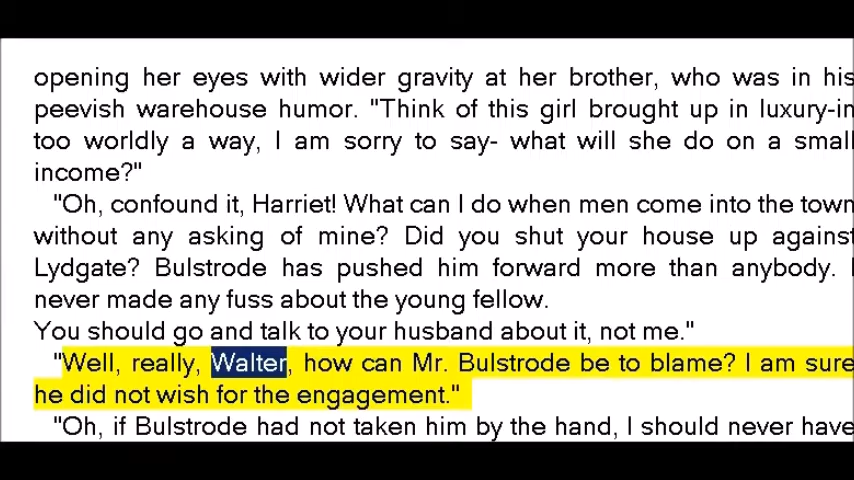 opening her eyes with wider gravity at her brother, who was in his
peevish warehouse humor. "Think of this girl brought up in luxury-in
too worldly a way, I am sorry to say- what will she do on a small
income?"
"Oh, confound it, Harriet! What can I do when men come into the town
without any asking of mine? Did you shut your house up against
Lydgate? Bulstrode has pushed him forward more than anybody. I
never made any fuss about the young fellow.
You should go and talk to your husband about it, not me."
"Well, really, Walter, how can Mr. Bulstrode be to blame? I am sure
he did not wish for the engagement."
"Oh, if Bulstrode had not taken him by the hand, I should never have